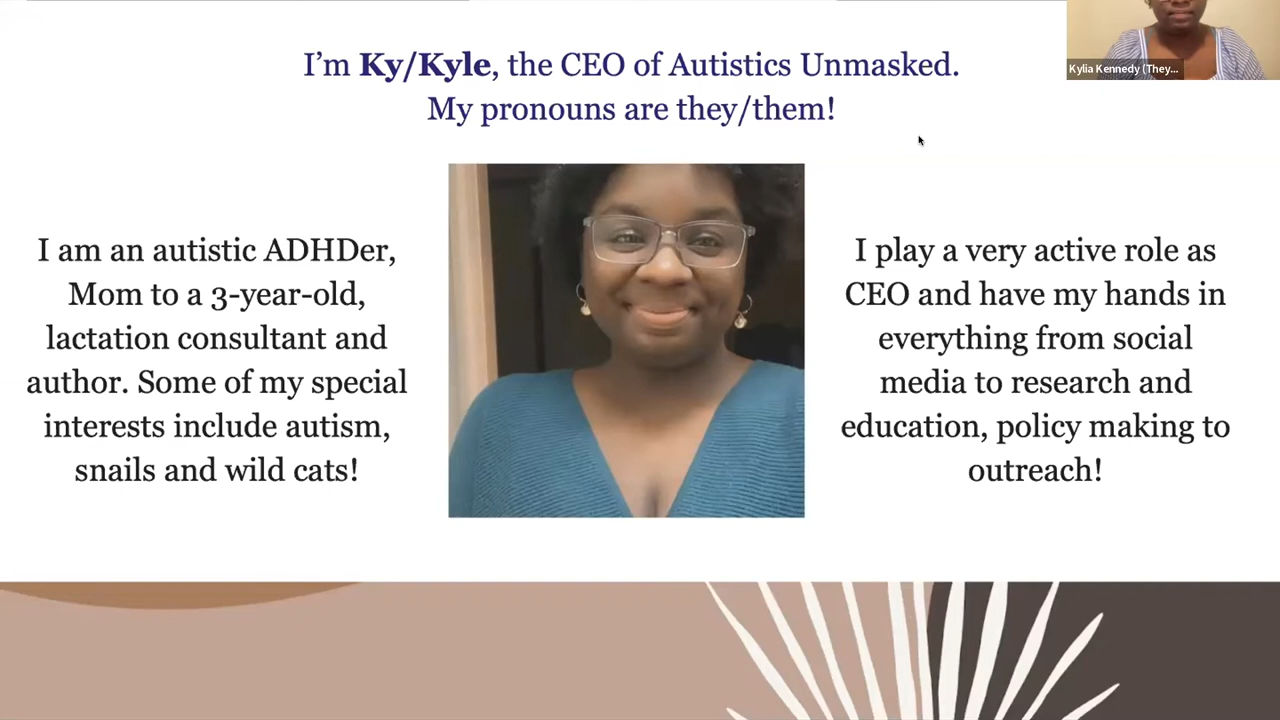 I'm Ky/Kyle, the CEO of Autistics Unmasked.
My pronouns are they/them!
Kylia Kennedy (They...
I am an autistic ADHDer,
Mom to a 3-year-old,
lactation consultant and
author. Some of my special
interests include autism,
snails and wild cats!
I play a very active role as
CEO and have my hands in
everything from social
media to research and
education, policy making to
outreach!